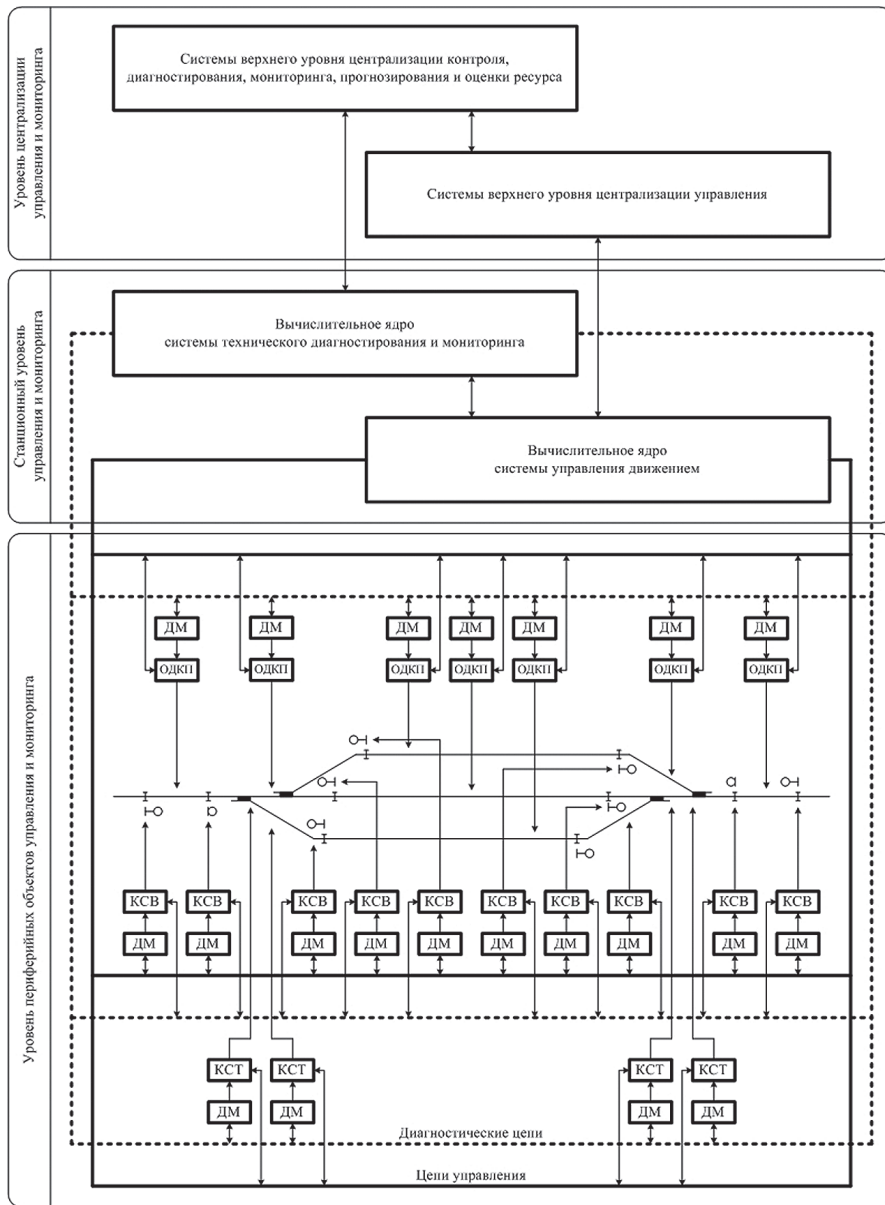 Уровень централизации
управления и мониторинга
Системы верхнего уровня централизации контроля,
диагностирования, мониторинга, прогнозирования и оценки ресурса
Системы верхнего уровня централизации управления
Станционный уровень
управления и мониторинга
Вычислительное ядро
системы технического диагностирования и мониторинга
Вычислительное ядро
системы управления движением
Уровень периферийных объектов управления и мониторинга
ДМ ДМ ДМ ДМ ДМ ДМ ДМ
ОДКП ОДКП ОДКП ОДКП ОДКП ОДКП ОДКП
КСВ КСВ КСВ КСВ КСВ КСВ КСВ КСВ КСВ КСВ
ДМ ДМ ДМ ДМ ДМ ДМ ДМ ДМ ДМ ДМ
КСТ КСТ КСТ КСТ
ДМ ДМ ДМ ДМ
Диагностические цепи
Цепи управления